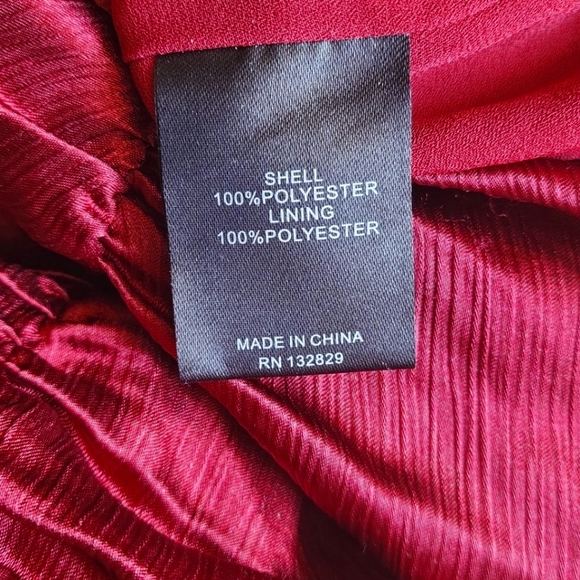 SHELL
100%POLYESTER
LINING
100%POLYESTER
MADE IN CHINA
RN 132829